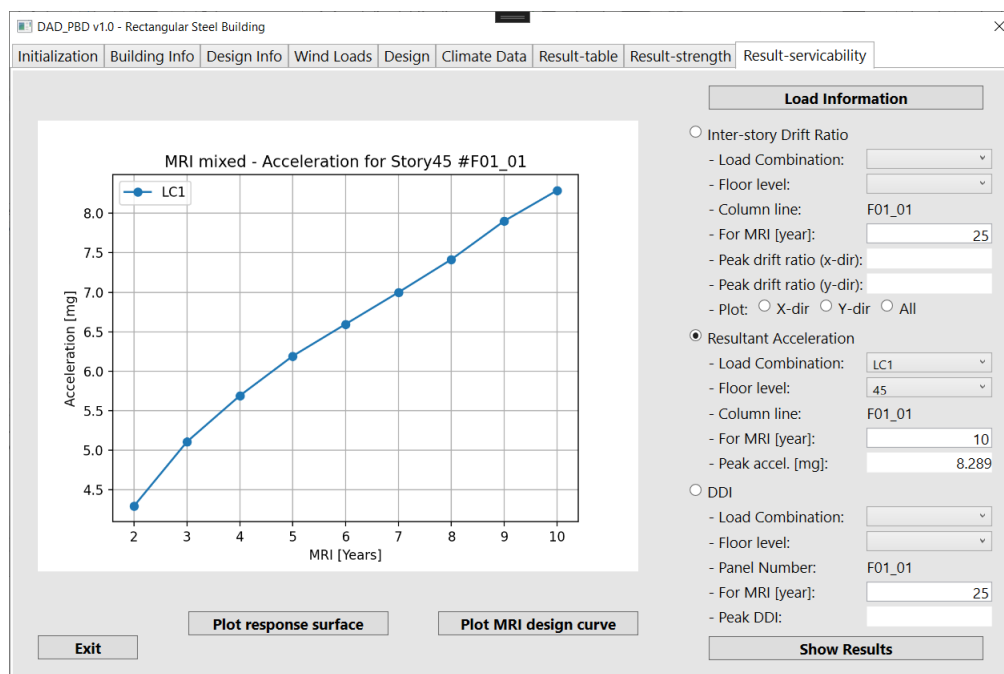 DAD_PBD v1.0 - Rectangular Steel Building
Initialization Building Info Design Info Wind Loads Design Climate Data Result-table Result-strength Result-servicability
MRI mixed - Acceleration for Story45 #F01_01
LC1
8.0
7.5
7.0
6.5
6.0
5.5
5.0
4.5
Acceleration [mg]
2 3 4 5 6 7 8 9 10
MRI [Years]
Plot response surface
Plot MRI design curve
Exit
Load Information
Inter-story Drift Ratio
- Load Combination:
- Floor level:
- Column line: F01_01
- For MRI [year]: 25
- Peak drift ratio (x-dir):
- Peak drift ratio (y-dir):
- Plot: X-dir Y-dir All
Resultant Acceleration
- Load Combination: LC1
- Floor level: 45
- Column line: F01_01
- For MRI [year]: 10
- Peak accel. [mg]: 8.289
DDI
- Load Combination:
- Floor level:
- Panel Number: F01_01
- For MRI [year]: 25
- Peak DDI:
Show Results